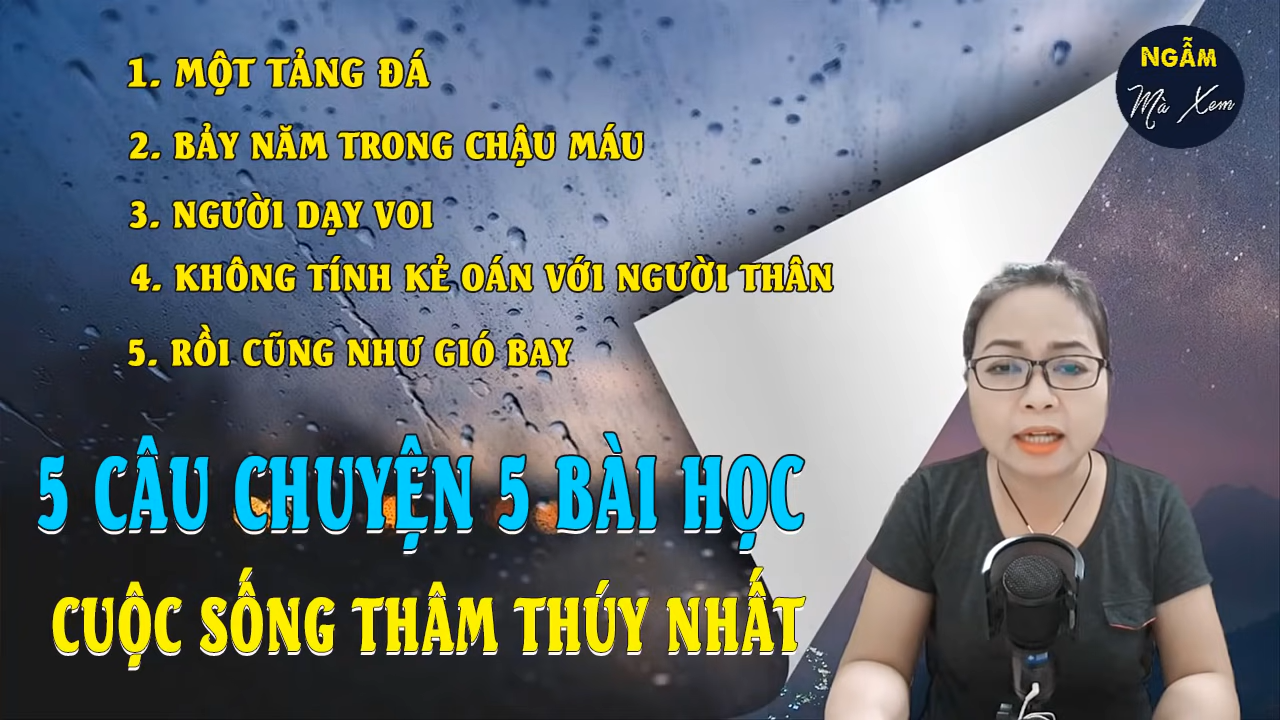 1. MỘT TẢNG ĐÁ
2. BẢY NĂM TRONG CHẬU MÁU
3. NGƯỜI DẠY VOI
4. KHÔNG TÍNH KẺ OÁN VỚI NGƯỜI THÂN
5. RỒI CŨNG NHƯ GIÓ BAY
5 CÂU CHUYỆN 5 BÀI HỌC
CUỘC SỐNG THÂM THÚY NHẤT
NGẪM
Mà Xem